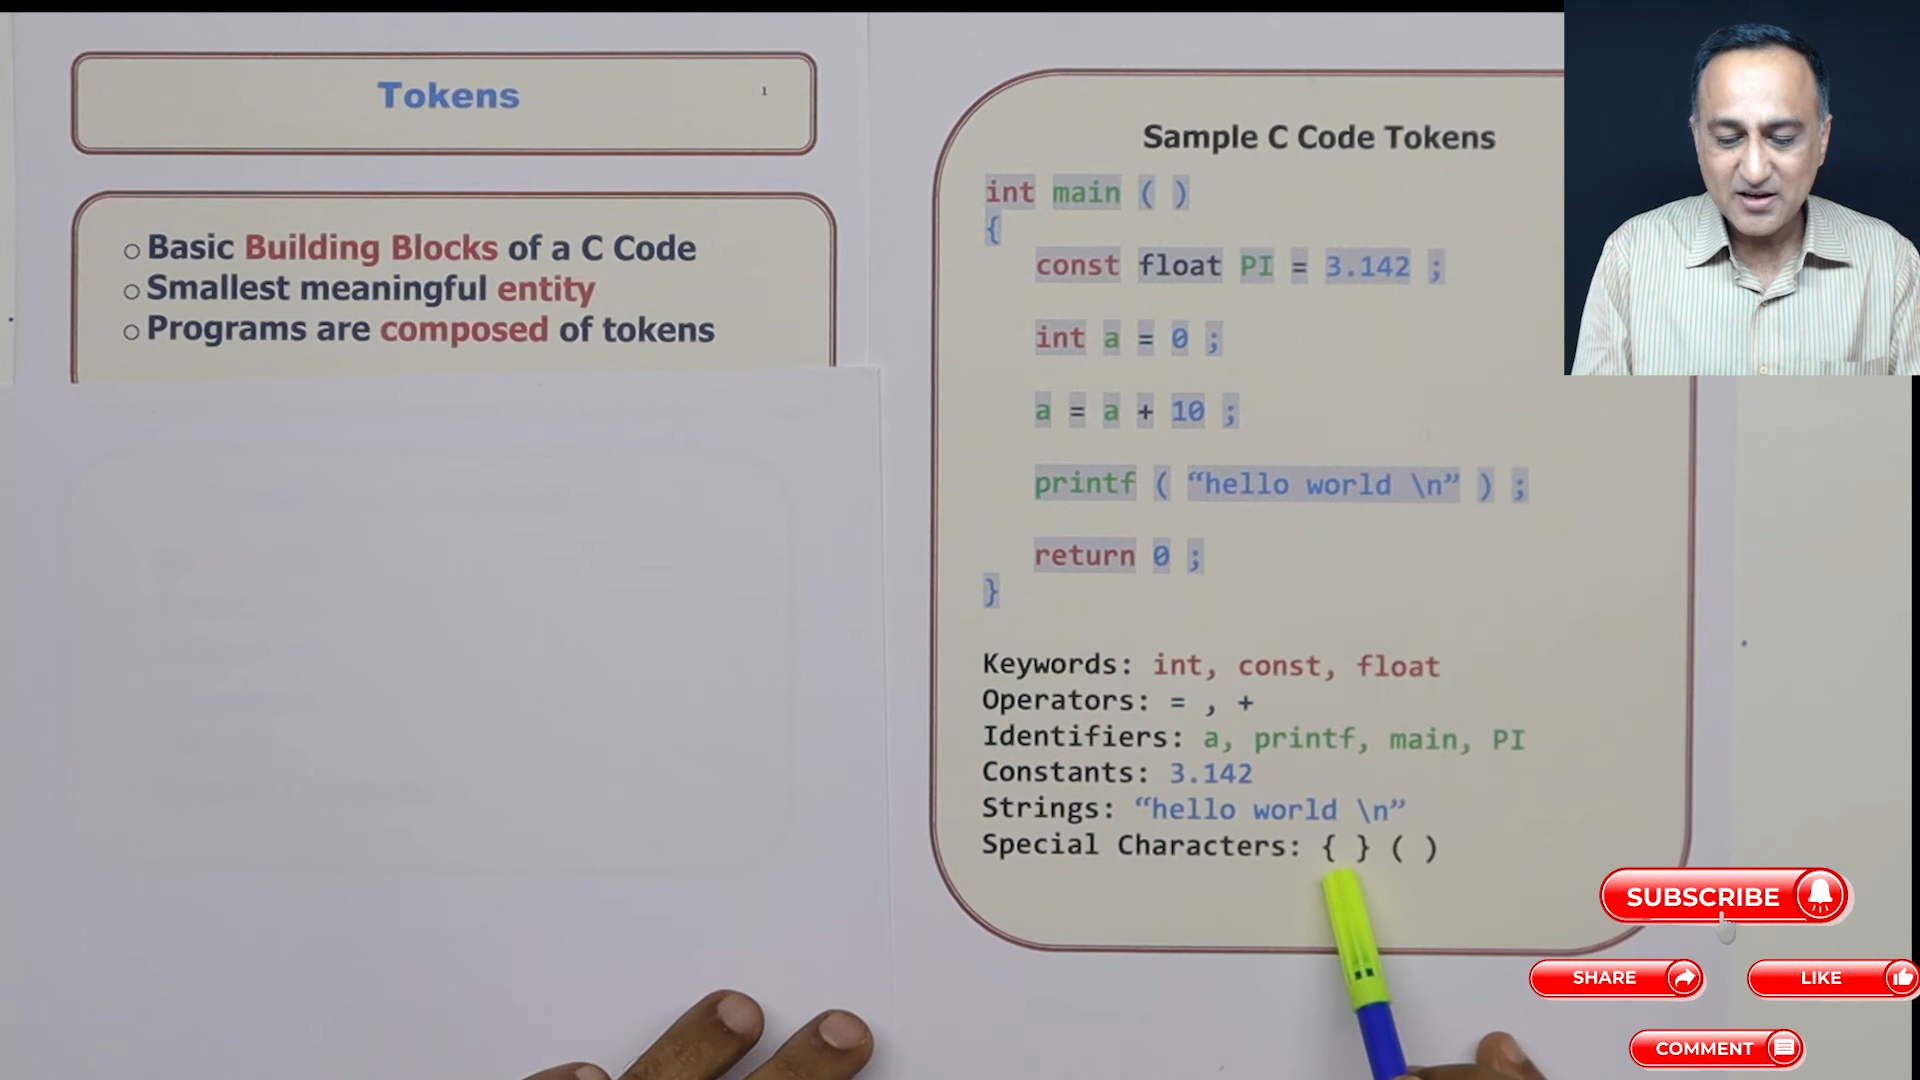 Tokens
1
Basic Building Blocks of a C Code
Smallest meaningful entity
Programs are composed of tokens
Sample C Code Tokens
int main ( )
{
const float PI = 3.142 ;
int a = 0 ;
a = a + 10 ;
printf ( “hello world \n” ) ;
return 0 ;
}
Keywords: int, const, float
Operators: = , +
Identifiers: a, printf, main, PI
Constants: 3.142
Strings: “hello world \n”
Special Characters: { } ( )
SUBSCRIBE
SHARE
LIKE
COMMENT